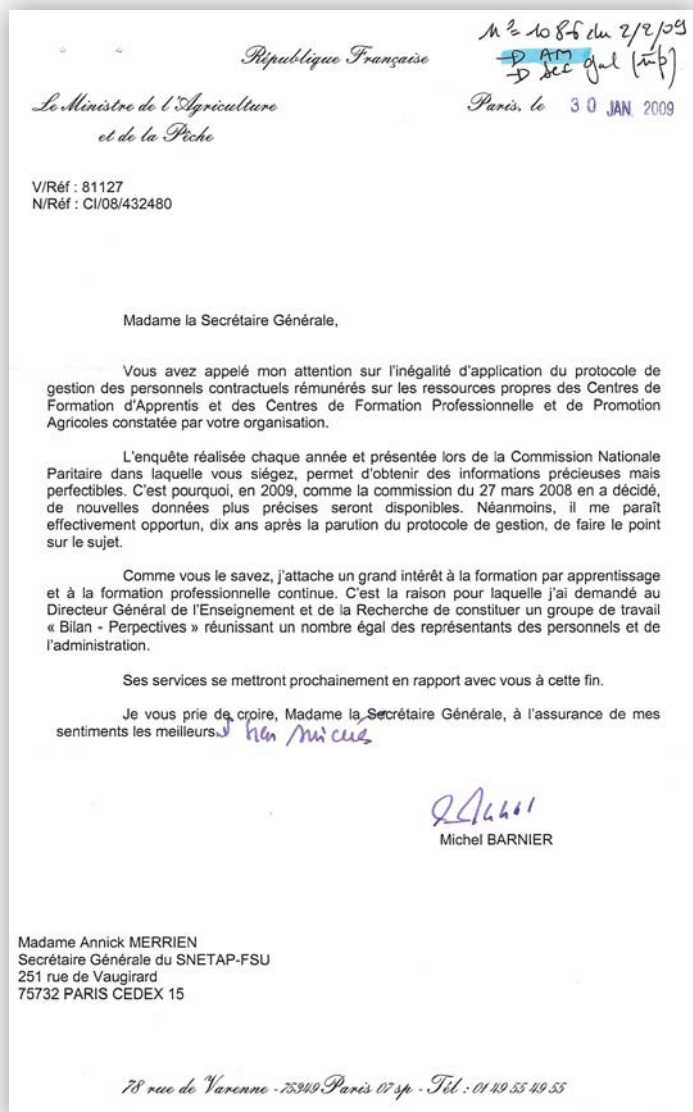 N° 1086 du 2/2/09
République Française
→ AM
→ Sec Gal
Le Ministre de l'Agriculture
et de la Pêche
Paris, le 30 JAN. 2009
V/Réf : 81127
N/Réf : CI/08/432480
Madame la Secrétaire Générale,
Vous avez appelé mon attention sur l'inégalité d'application du protocole de
gestion des personnels contractuels rémunérés sur les ressources propres des Centres de
Formation d'Apprentis et des Centres de Formation Professionnelle et de Promotion
Agricoles constatée par votre organisation.
L'enquête réalisée chaque année et présentée lors de la Commission Nationale
Paritaire dans laquelle vous siégez, permet d'obtenir des informations précieuses mais
perfectibles. C'est pourquoi, en 2009, comme la commission du 27 mars 2008 en a décidé,
de nouvelles données plus précises seront disponibles. Néanmoins, il me paraît
effectivement opportun, dix ans après la parution du protocole de gestion, de faire le point
sur le sujet.
Comme vous le savez, j'attache un grand intérêt à la formation par apprentissage
et à la formation professionnelle continue. C'est la raison pour laquelle j'ai demandé au
Directeur Général de l'Enseignement et de la Recherche de constituer un groupe de travail
« Bilan - Perpectives » réunissant un nombre égal des représentants des personnels et de
l'administration.
Ses services se mettront prochainement en rapport avec vous à cette fin.
Je vous prie de croire, Madame la Secrétaire Générale, à l'assurance de mes
sentiments les meilleurs
Michel BARNIER
Madame Annick MERRIEN
Secrétaire Générale du SNETAP-FSU
251 rue de Vaugirard
75732 PARIS CEDEX 15
78 rue de Varenne - 75349 Paris 07 sp - Tél : 01 49 55 49 55